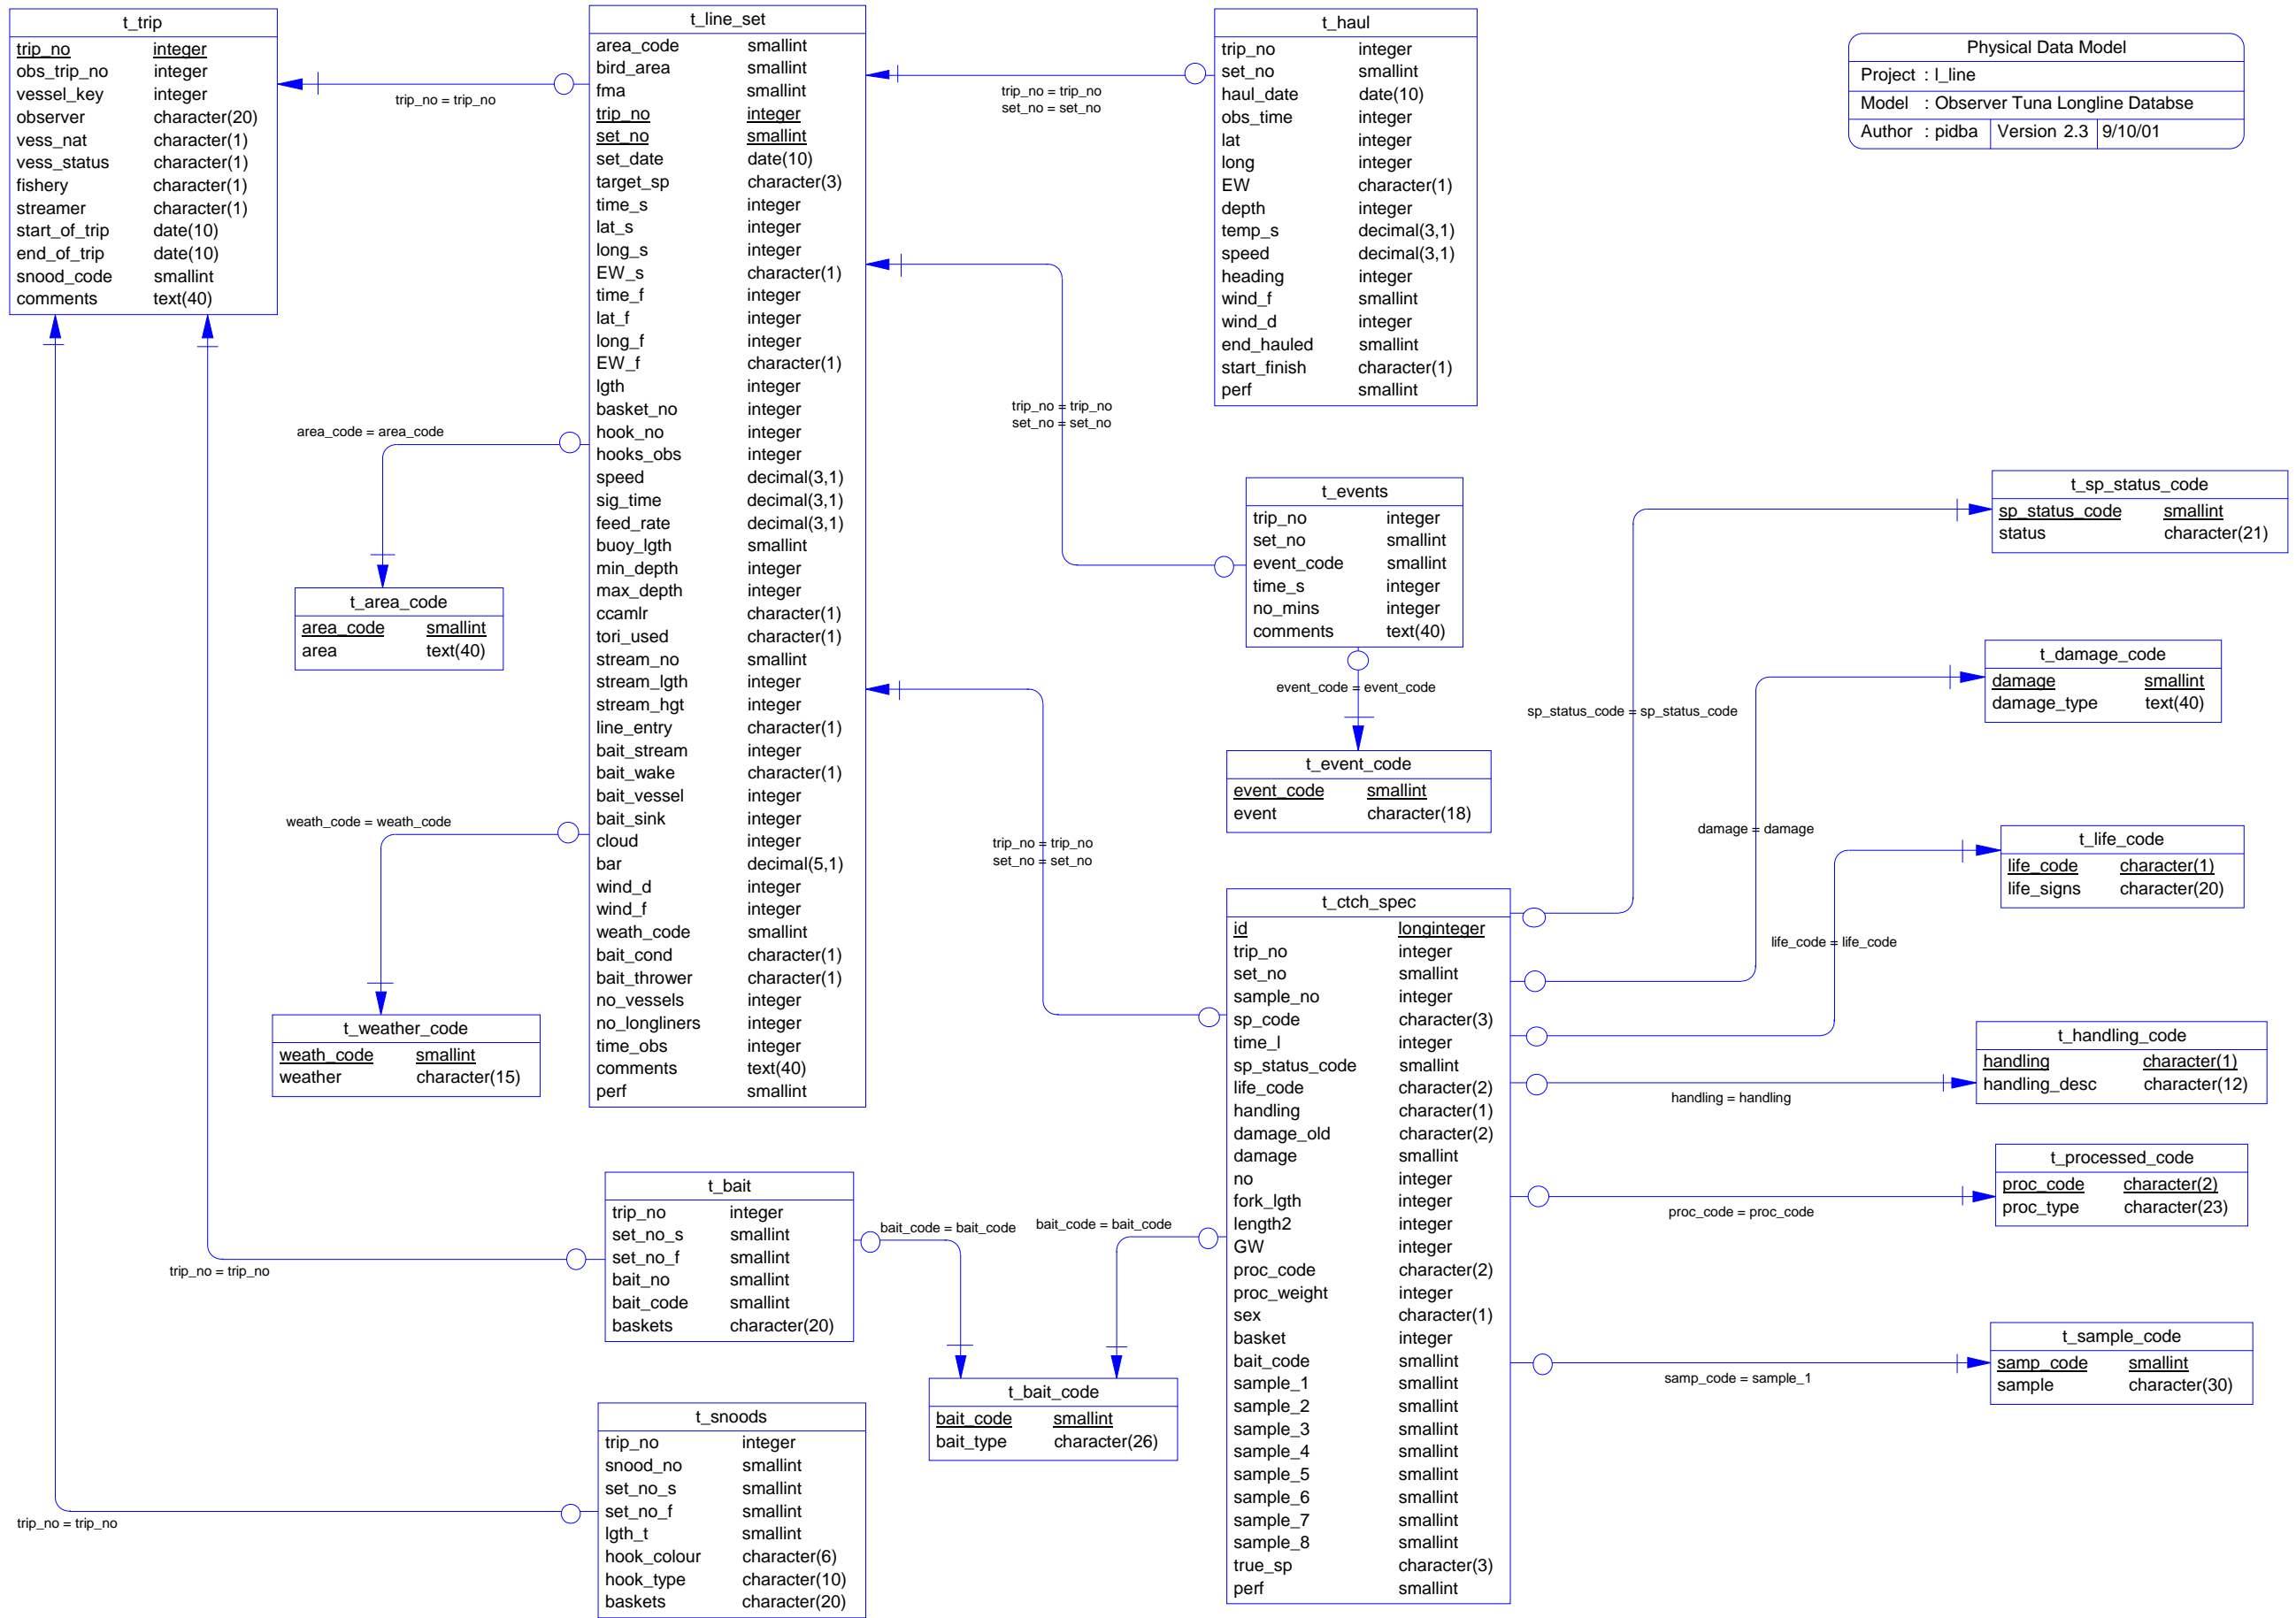 t_trip
trip_no integer
obs_trip_no integer
vessel_key integer
observer character(20)
vess_nat character(1)
vess_status character(1)
fishery character(1)
streamer character(1)
start_of_trip date(10)
end_of_trip date(10)
snood_code smallint
comments text(40)
trip_no = trip_no
t_line_set
area_code smallint
bird_area smallint
fma smallint
trip_no integer
set_no smallint
set_date date(10)
target_sp character(3)
time_s integer
lat_s integer
long_s integer
EW_s character(1)
time_f integer
lat_f integer
long_f integer
EW_f character(1)
lgth integer
basket_no integer
hook_no integer
hooks_obs integer
speed decimal(3,1)
sig_time decimal(3,1)
feed_rate decimal(3,1)
buoy_lgth smallint
min_depth integer
max_depth integer
ccamlr character(1)
tori_used character(1)
stream_no smallint
stream_lgth integer
stream_hgt integer
line_entry character(1)
bait_stream integer
bait_wake character(1)
bait_vessel integer
bait_sink integer
cloud integer
bar decimal(5,1)
wind_d integer
wind_f integer
weath_code smallint
bait_cond character(1)
bait_thrower character(1)
no_vessels integer
no_longliners integer
time_obs integer
comments text(40)
perf smallint
trip_no = trip_no
set_no = set_no
t_haul
trip_no integer
set_no smallint
haul_date date(10)
obs_time integer
lat integer
long integer
EW character(1)
depth integer
temp_s decimal(3,1)
speed decimal(3,1)
heading integer
wind_f smallint
wind_d integer
end_hauled smallint
start_finish character(1)
perf smallint
Physical Data Model
Project : l_line
Model : Observer Tuna Longline Databse
Author : pidba Version 2.3 9/10/01
trip_no = trip_no
set_no = set_no
area_code = area_code
t_area_code
area_code smallint
area text(40)
t_events
trip_no integer
set_no smallint
event_code smallint
time_s integer
no_mins integer
comments text(40)
event_code = event_code
t_event_code
event_code smallint
event character(18)
t_sp_status_code
sp_status_code smallint
status character(21)
sp_status_code = sp_status_code
t_damage_code
damage smallint
damage_type text(40)
damage = damage
t_life_code
life_code character(1)
life_signs character(20)
life_code = life_code
weath_code = weath_code
t_weather_code
weath_code smallint
weather character(15)
trip_no = trip_no
set_no = set_no
t_ctch_spec
id longinteger
trip_no integer
set_no smallint
sample_no integer
sp_code character(3)
time_l integer
sp_status_code smallint
life_code character(2)
handling character(1)
damage_old character(2)
damage smallint
no integer
fork_lgth integer
length2 integer
GW integer
proc_code character(2)
proc_weight integer
sex character(1)
basket integer
bait_code smallint
sample_1 smallint
sample_2 smallint
sample_3 smallint
sample_4 smallint
sample_5 smallint
sample_6 smallint
sample_7 smallint
sample_8 smallint
true_sp character(3)
perf smallint
t_handling_code
handling character(1)
handling_desc character(12)
handling = handling
t_processed_code
proc_code character(2)
proc_type character(23)
proc_code = proc_code
t_sample_code
samp_code smallint
sample character(30)
samp_code = sample_1
t_bait
trip_no integer
set_no_s smallint
set_no_f smallint
bait_no smallint
bait_code smallint
baskets character(20)
trip_no = trip_no
bait_code = bait_code
bait_code = bait_code
t_bait_code
bait_code smallint
bait_type character(26)
t_snoods
trip_no integer
snood_no smallint
set_no_s smallint
set_no_f smallint
lgth_t smallint
hook_colour character(6)
hook_type character(10)
baskets character(20)
trip_no = trip_no